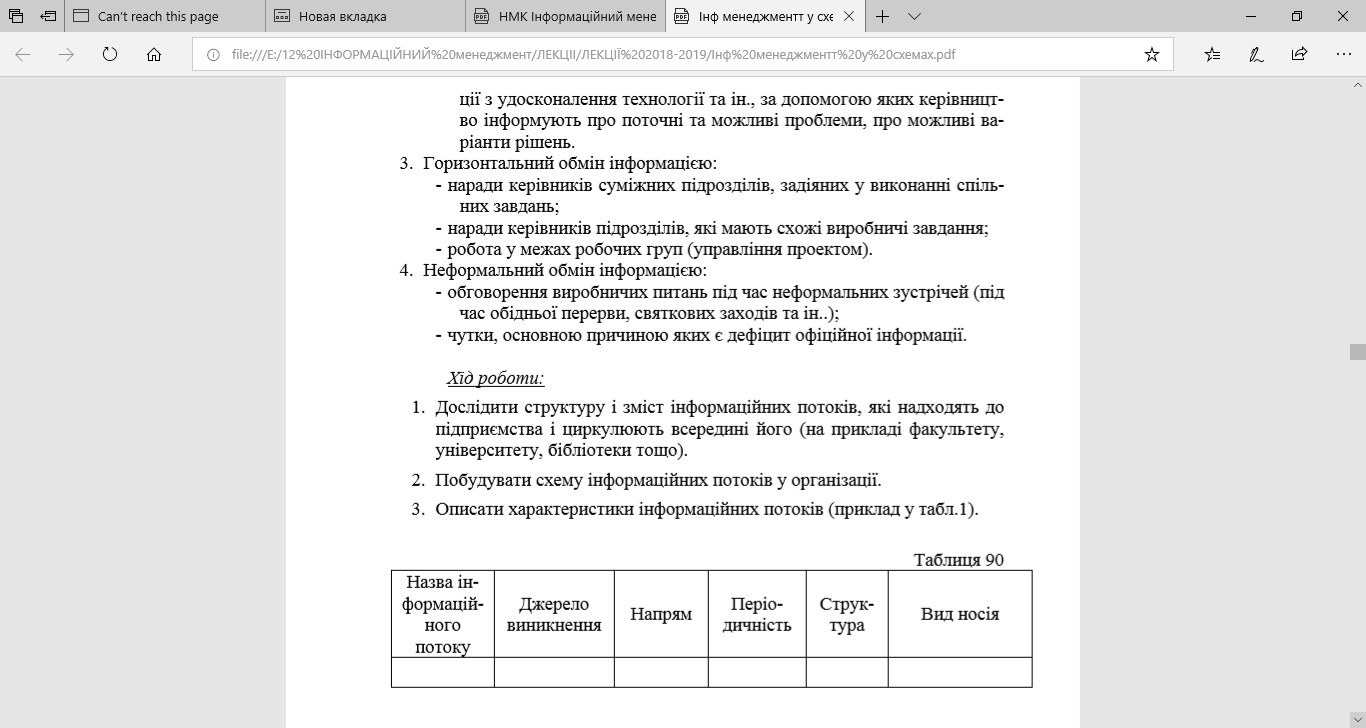 Can't reach this page
Новая вкладка
НМК Інформаційний мене
Інф менеджментт у схе
file:///E:/12%20ІНФОРМАЦІЙНИЙ%20менеджмент/ЛЕКЦІІ/ЛЕКЦІЇ%202018-2019/Інф%20менеджментт%20у%20схемах.pdf
ції з удосконалення технології та ін., за допомогою яких керівницт-
во інформують про поточні та можливі проблеми, про можливі ва-
ріанти рішень.
3. Горизонтальний обмін інформацією:
- наради керівників суміжних підрозділів, задіяних у виконанні спіль-
них завдань;
- наради керівників підрозділів, які мають схожі виробничі завдання;
- робота у межах робочих груп (управління проектом).
4. Неформальний обмін інформацією:
- обговорення виробничих питань під час неформальних зустрічей (під
час обідньої перерви, святкових заходів та ін..);
- чутки, основною причиною яких є дефіцит офіційної інформації.
Хід роботи:
1. Дослідити структуру і зміст інформаційних потоків, які надходять до
підприємства і циркулюють всередині його (на прикладі факультету,
університету, бібліотеки тощо).
2. Побудувати схему інформаційних потоків у організації.
3. Описати характеристики інформаційних потоків (приклад у табл.1).
Таблиця 90
Назва ін-
формацій-
ного
потоку
Джерело
виникнення
Напрям
Періо-
дичність
Струк-
тура
Вид носія